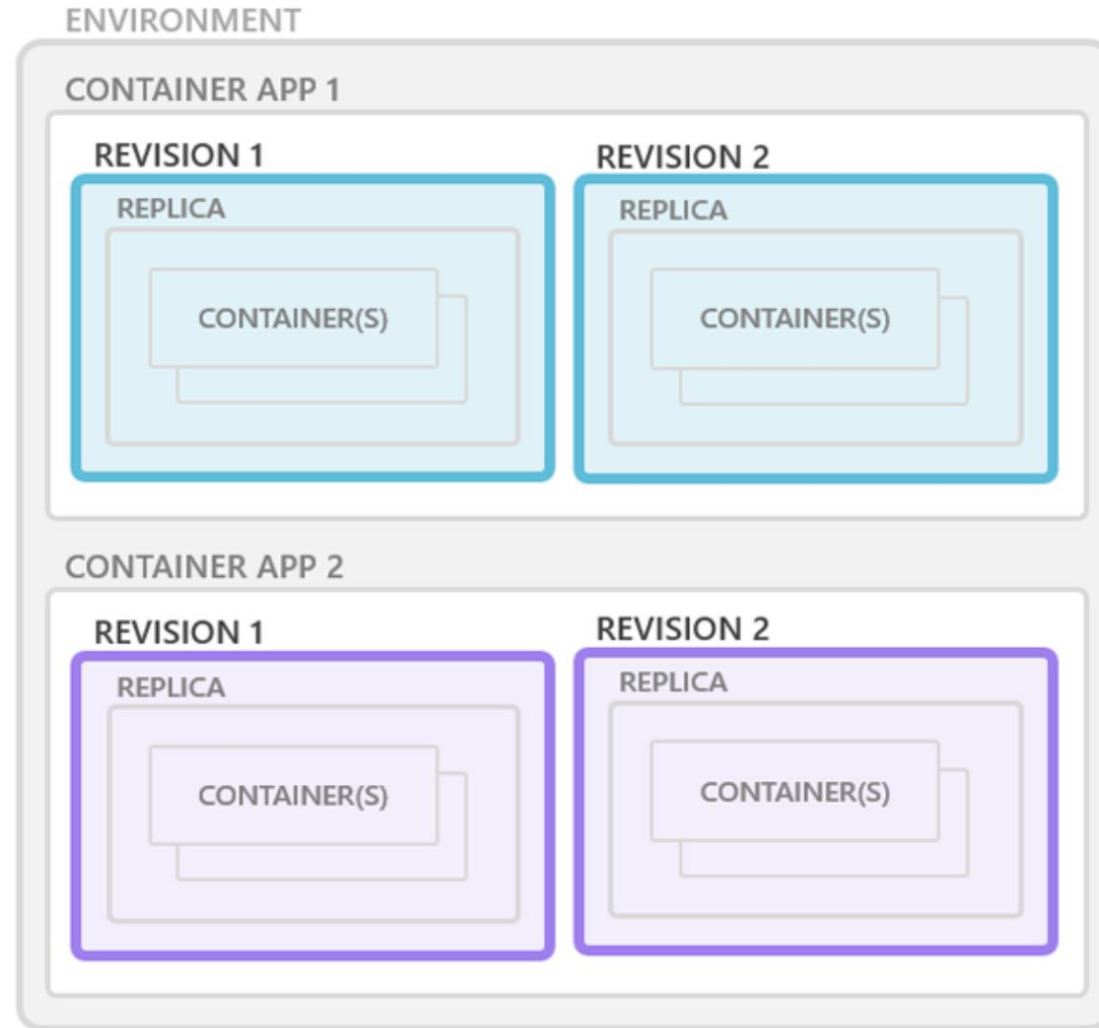 ENVIRONMENT
CONTAINER APP 1
REVISION 1
REPLICA
CONTAINER(S)
REVISION 2
REPLICA
CONTAINER(S)
CONTAINER APP 2
REVISION 1
REPLICA
CONTAINER(S)
REVISION 2
REPLICA
CONTAINER(S)